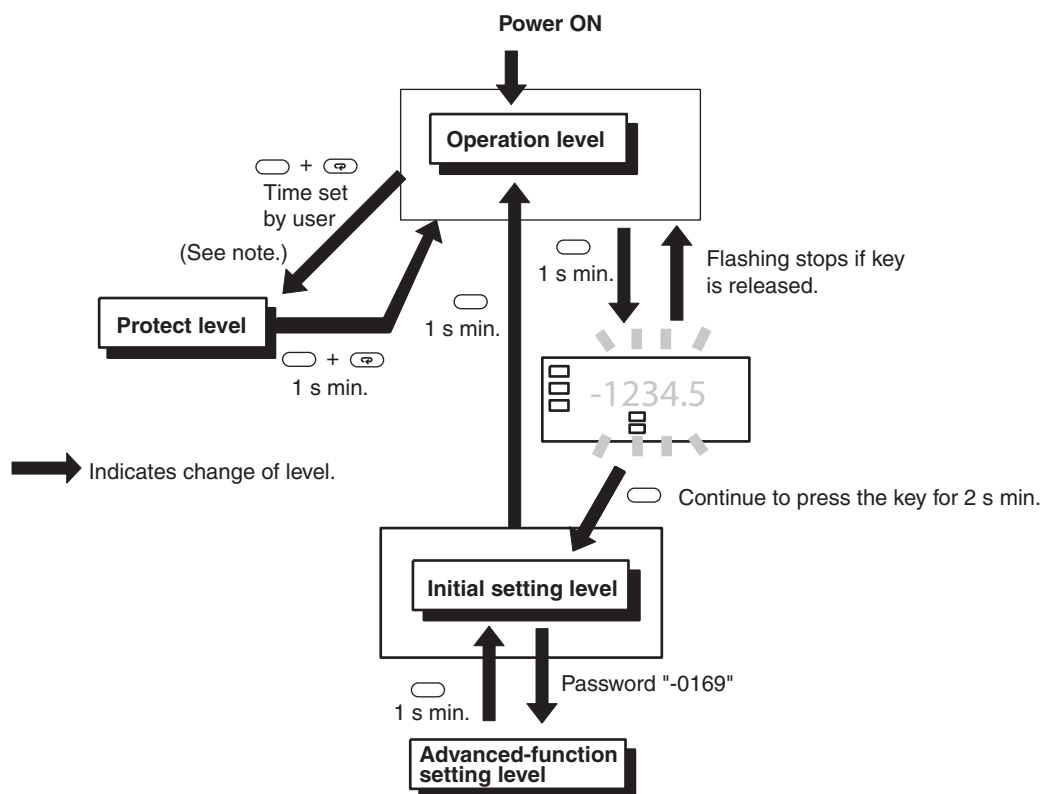 Power ON
Operation level
+
Time set
by user
(See note.)
1 s min.
Flashing stops if key
is released.
Protect level
1 s min.
+
1 s min.
-1234.5
Indicates change of level.
Continue to press the key for 2 s min.
Initial setting level
1 s min.
Password "-0169"
Advanced-function
setting level